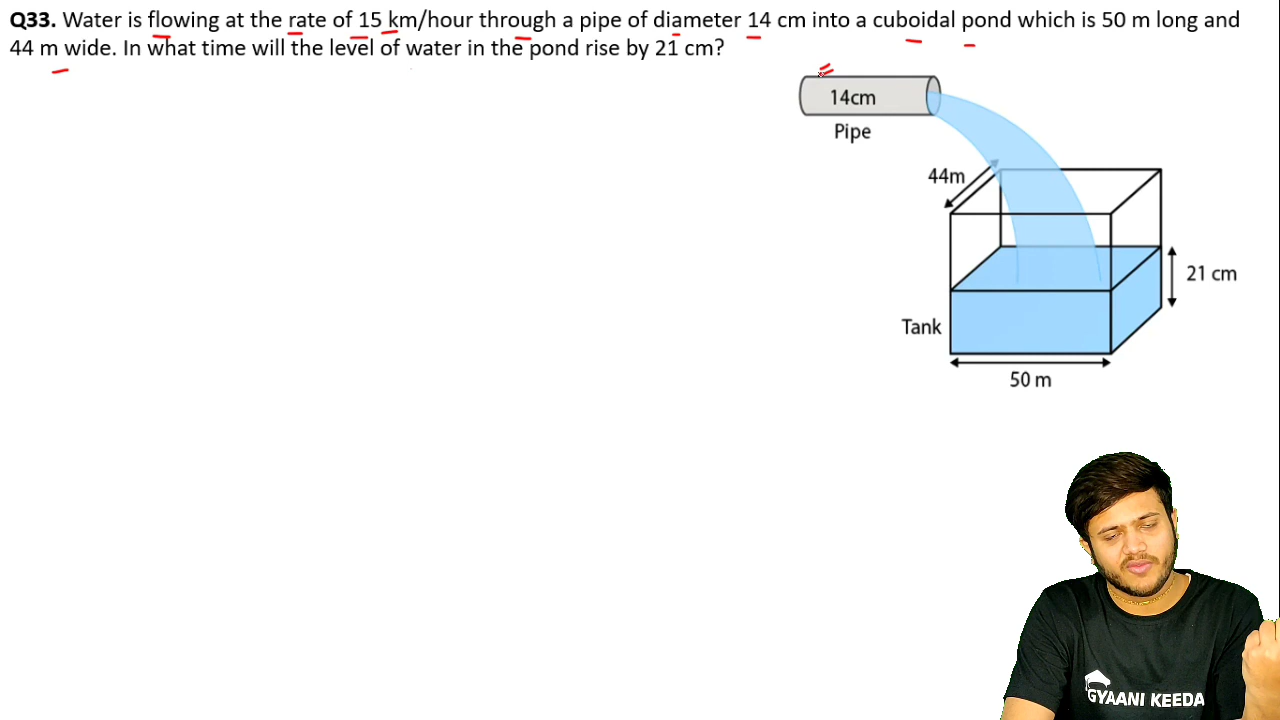 Q33. Water is flowing at the rate of 15 km/hour through a pipe of diameter 14 cm into a cuboidal pond which is 50 m long and
44 m wide. In what time will the level of water in the pond rise by 21 cm?
14cm
Pipe
44m
21 cm
Tank
50 m
GYAANI KEEDA